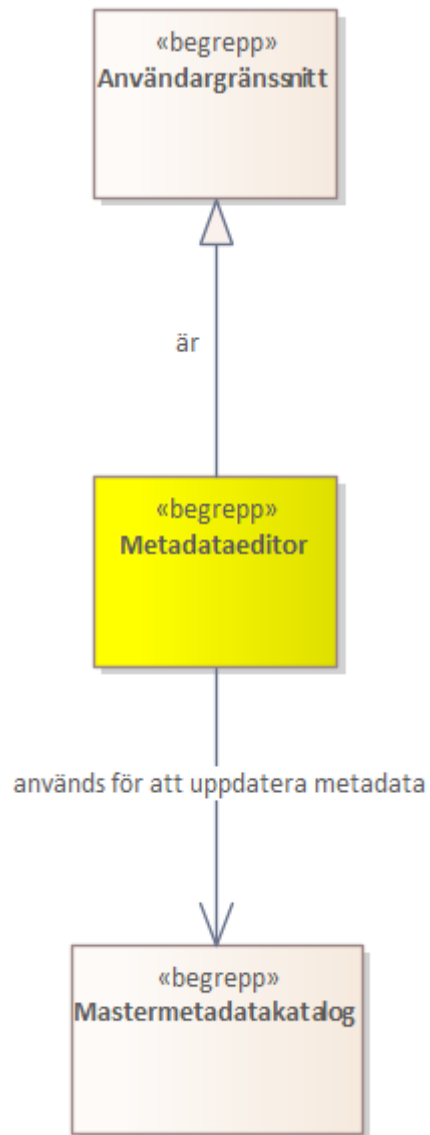 «begrepp»
Användargränssnitt
är
«begrepp»
Metadataeditor
används för att uppdatera metadata
«begrepp»
Mastermetadatakatalog